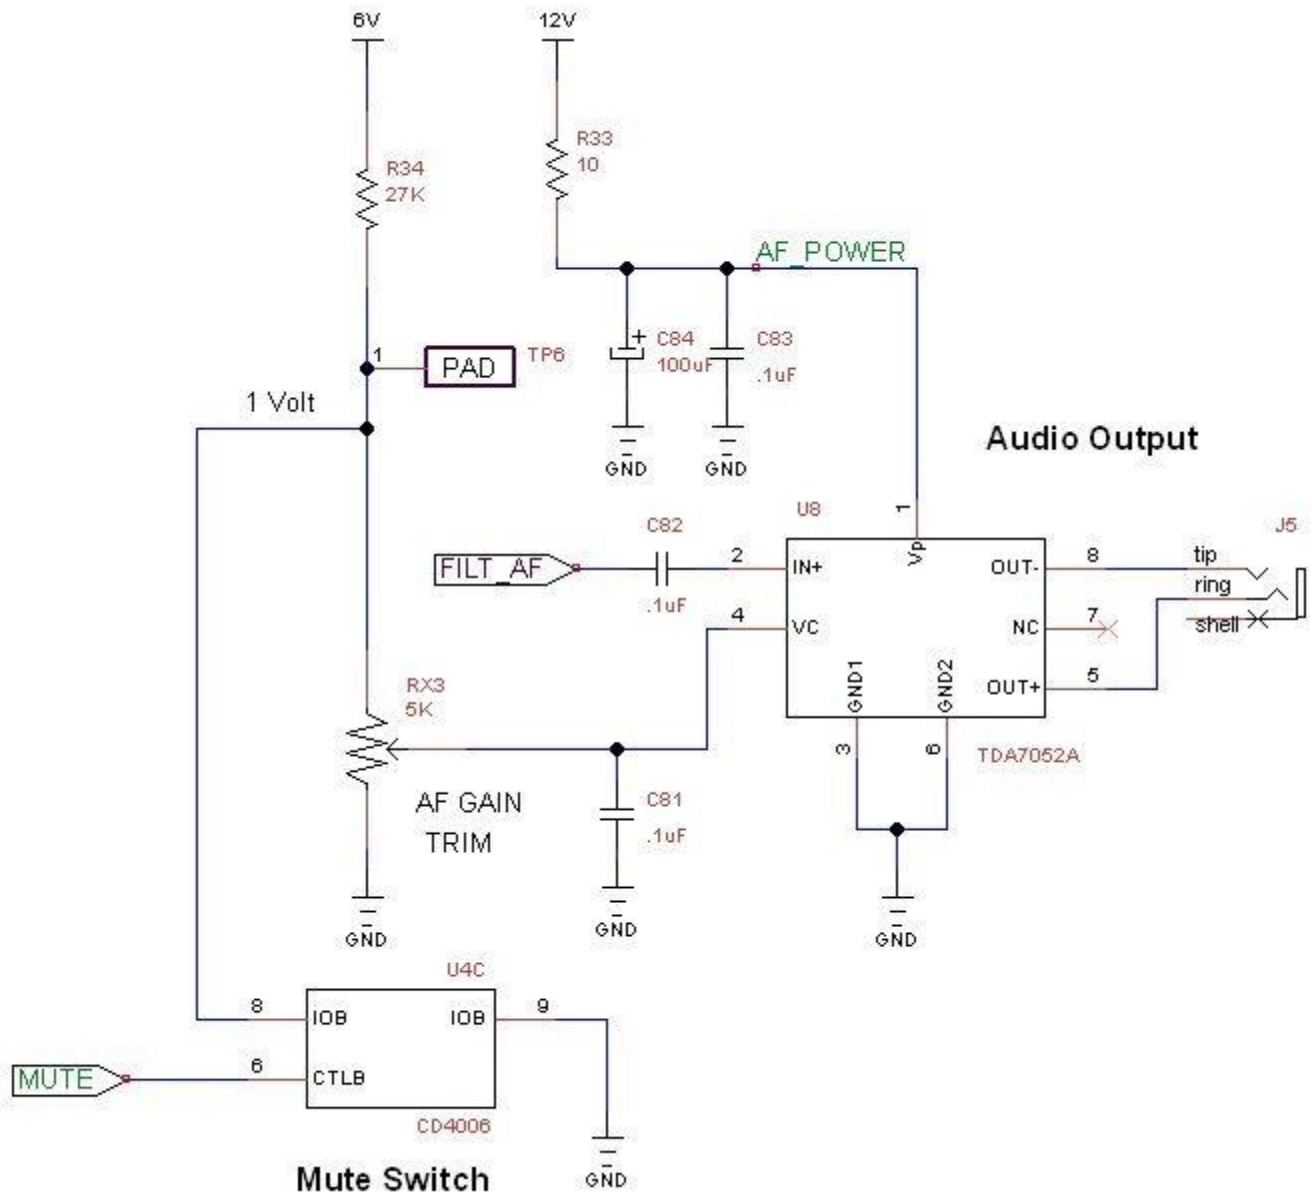 6V
12V
R34
27K
R33
10
AF_POWER
1
PAD
TP6
+
C84
100uF
C83
.1uF
1 Volt
GND
GND
Audio Output
U8
1
J5
C82
FILT_AF
.1uF
2
IN+
Vp
OUT-
8
tip
ring
shell
4
VC
NC
7
GND1
GND2
OUT+
5
3
6
TDA7052A
RX3
5K
AF GAIN
TRIM
C81
.1uF
GND
GND
GND
U4C
8
IOB
IOB
9
MUTE
6
CTLB
CD4006
GND
Mute Switch